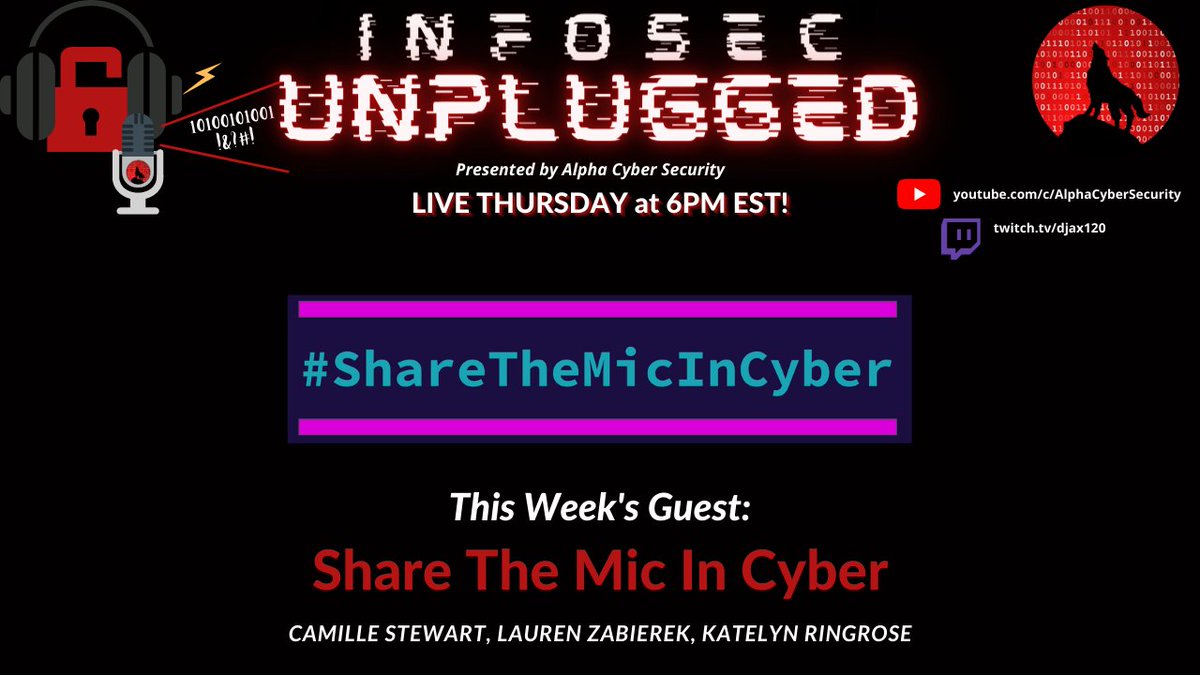 INFOSEC
UNPLUGGED
10100101001
!&?#!
Presented by Alpha Cyber Security
LIVE THURSDAY at 6PM EST!
youtube.com/c/AlphaCyberSecurity
twitch.tv/djax120
#ShareTheMicInCyber
This Week's Guest:
Share The Mic In Cyber
CAMILLE STEWART, LAUREN ZABIEREK, KATELYN RINGROSE